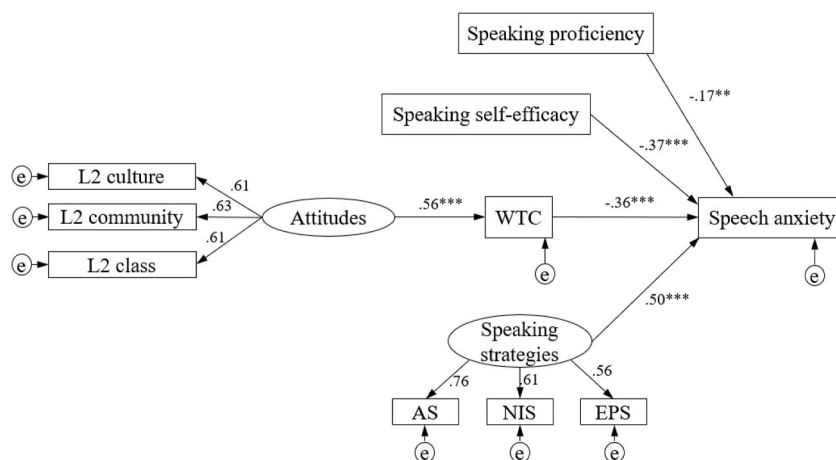 Speaking proficiency
-.17**
Speaking self-efficacy
-.37***
e
L2 culture
.61
e
L2 community
.63
Attitudes
.56***
WTC
-.36***
Speech anxiety
.61
e
L2 class
e
e
.50***
Speaking
strategies
.76
.61
.56
AS
NIS
EPS
e
e
e